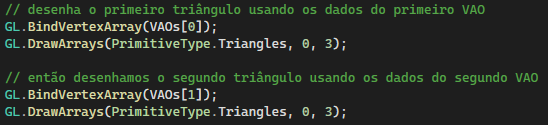 // desenha o primeiro triângulo usando os dados do primeiro VAO
GL.BindVertexArray(VAOs[0]);
GL.DrawArrays(PrimitiveType.Triangles, 0, 3);
// então desenhamos o segundo triângulo usando os dados do segundo VAO
GL.BindVertexArray(VAOs[1]);
GL.DrawArrays(PrimitiveType.Triangles, 0, 3);